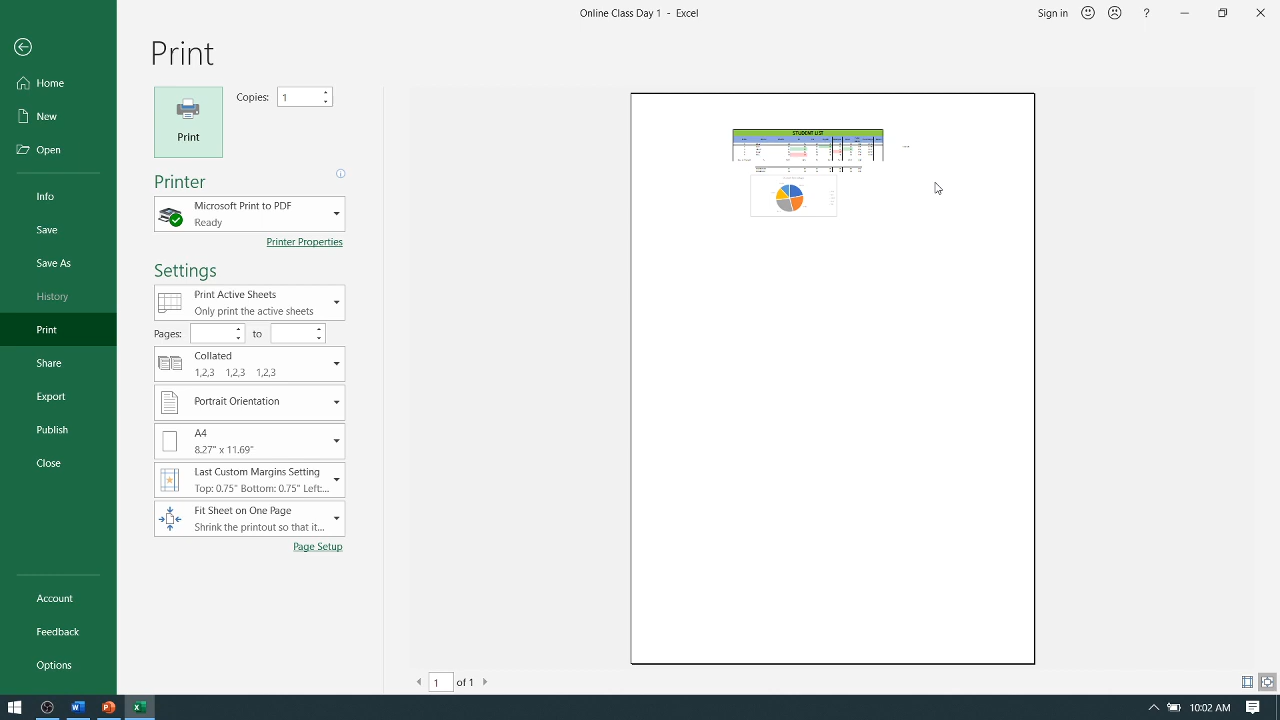 Online Class Day 1 - Excel
Sign in
?
Print
Home
New
Open
Info
Save
Save As
History
Print
Share
Export
Publish
Close
Account
Feedback
Options
Print
Copies: 1
Printer
Microsoft Print to PDF
Ready
Printer Properties
Settings
Print Active Sheets
Only print the active sheets
Pages: to
Collated
1,2,3 1,2,3 1,2,3
Portrait Orientation
A4
8.27" x 11.69"
Last Custom Margins Setting
Top: 0.75" Bottom: 0.75" Left:...
Fit Sheet on One Page
Shrink the printout so that it...
Page Setup
STUDENT LIST
1 of 1
10:02 AM